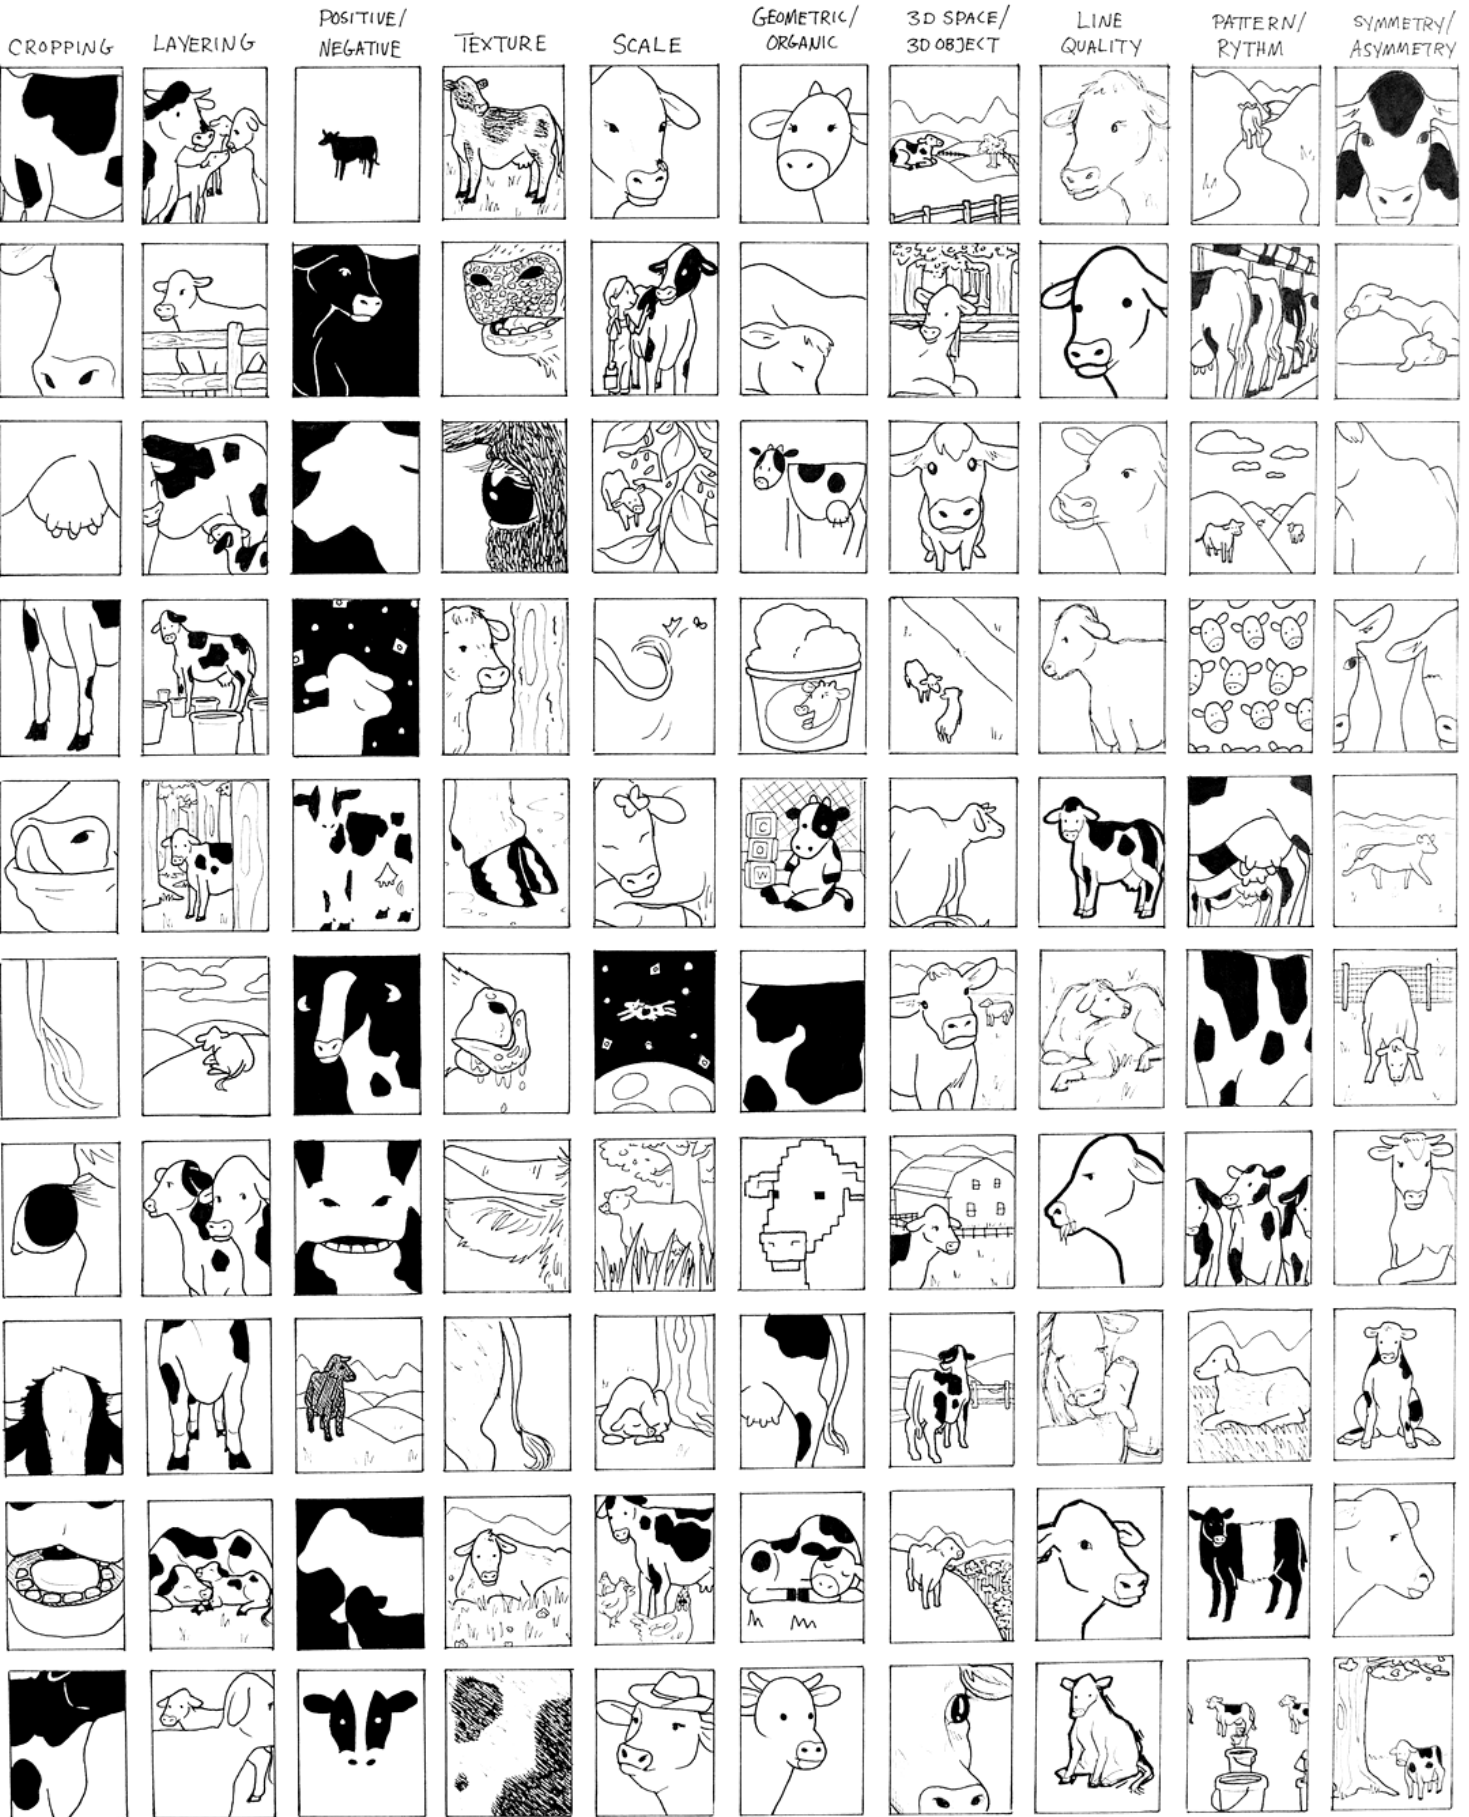 CROPPING
LAYERING
POSITIVE/
NEGATIVE
TEXTURE
SCALE
GEOMETRIC/
ORGANIC
3D SPACE/
3D OBJECT
LINE
QUALITY
PATTERN/
RYTHM
SYMMETRY/
ASYMMETRY
C
O
W